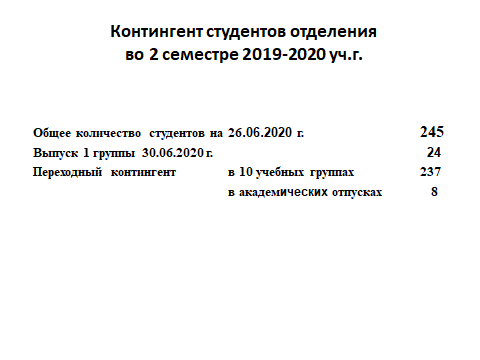 Контингент студентов отделения
во 2 семестре 2019-2020 уч.г.
Общее количество студентов на 26.06.2020 г. 245
Выпуск 1 группы 30.06.2020 г. 24
Переходный контингент в 10 учебных группах 237
в академических отпусках 8